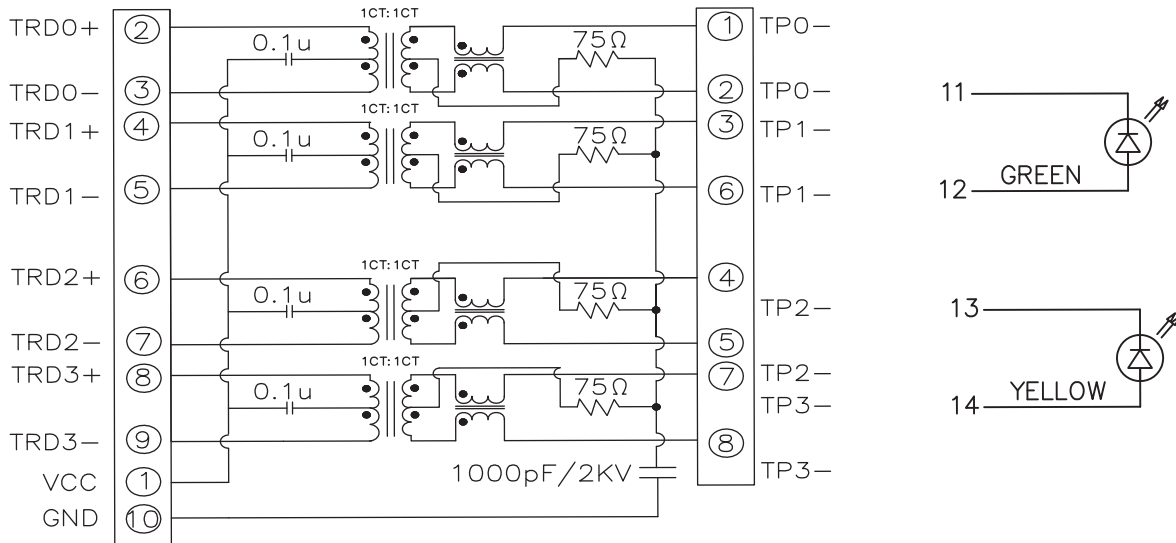 1CT:1CT
TRD0+ 2 0.1u 75Ω 1 TP0-
TRD0- 3 2 TP0-
1CT:1CT
TRD1+ 4 0.1u 75Ω 3 TP1-
TRD1- 5 6 TP1-
1CT:1CT
TRD2+ 6 0.1u 75Ω 4
TP2-
TRD2- 7 5
1CT:1CT
TRD3+ 8 0.1u 75Ω 7 TP2-
TP3-
TRD3- 9 8
VCC 1 1000pF/2KV TP3-
GND 10
11
12 GREEN
13
14 YELLOW